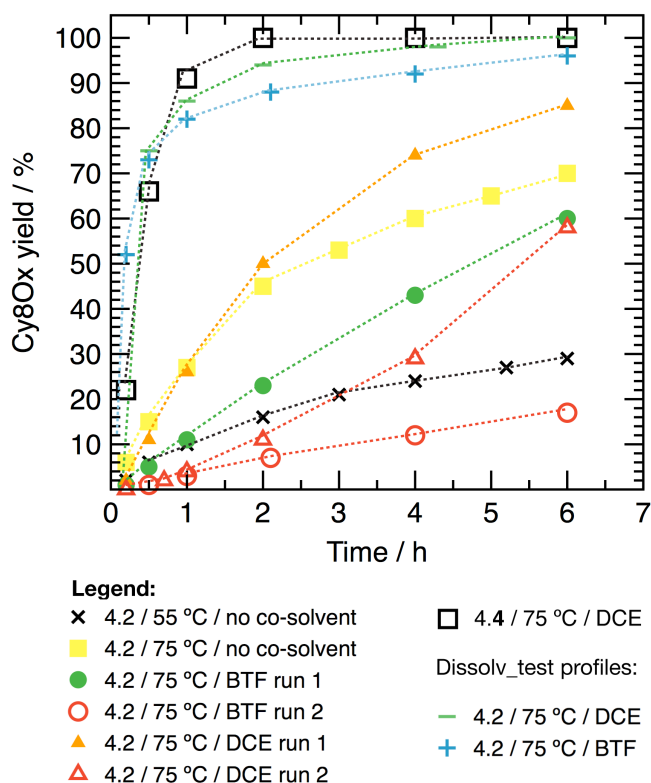 100
90
80
70
60
50
40
30
20
10
Cy8Ox yield / %
0 1 2 3 4 5 6 7
Time / h
Legend:
4.2 / 55 ºC / no co-solvent
4.2 / 75 ºC / no co-solvent
4.2 / 75 ºC / BTF run 1
4.2 / 75 ºC / BTF run 2
4.2 / 75 ºC / DCE run 1
4.2 / 75 ºC / DCE run 2
4.4 / 75 ºC / DCE
Dissolv_test profiles:
4.2 / 75 ºC / DCE
4.2 / 75 ºC / BTF